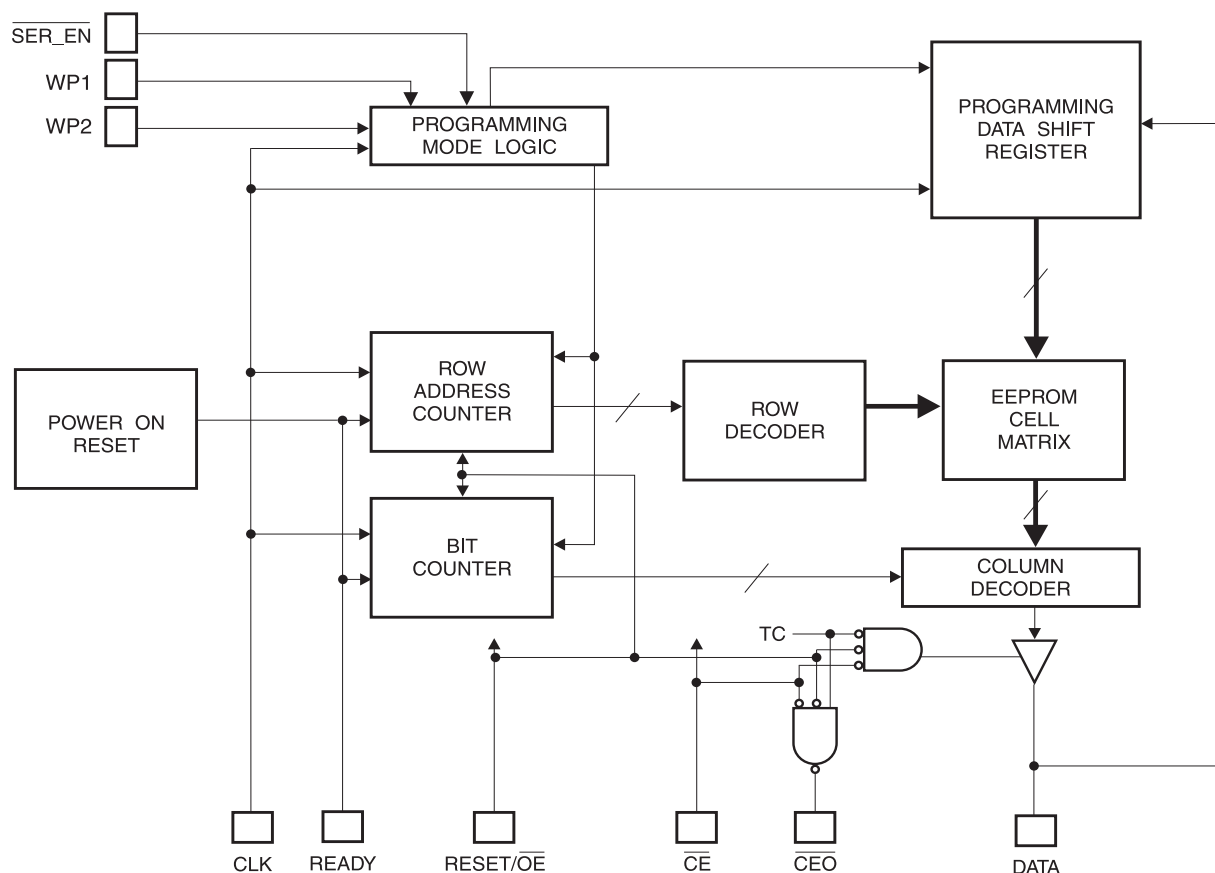 SER_EN
WP1
WP2
PROGRAMMING
MODE LOGIC
PROGRAMMING
DATA SHIFT
REGISTER
POWER ON
RESET
ROW
ADDRESS
COUNTER
ROW
DECODER
EEPROM
CELL
MATRIX
BIT
COUNTER
COLUMN
DECODER
TC
CLK
READY
RESET/OE
CE
CEO
DATA